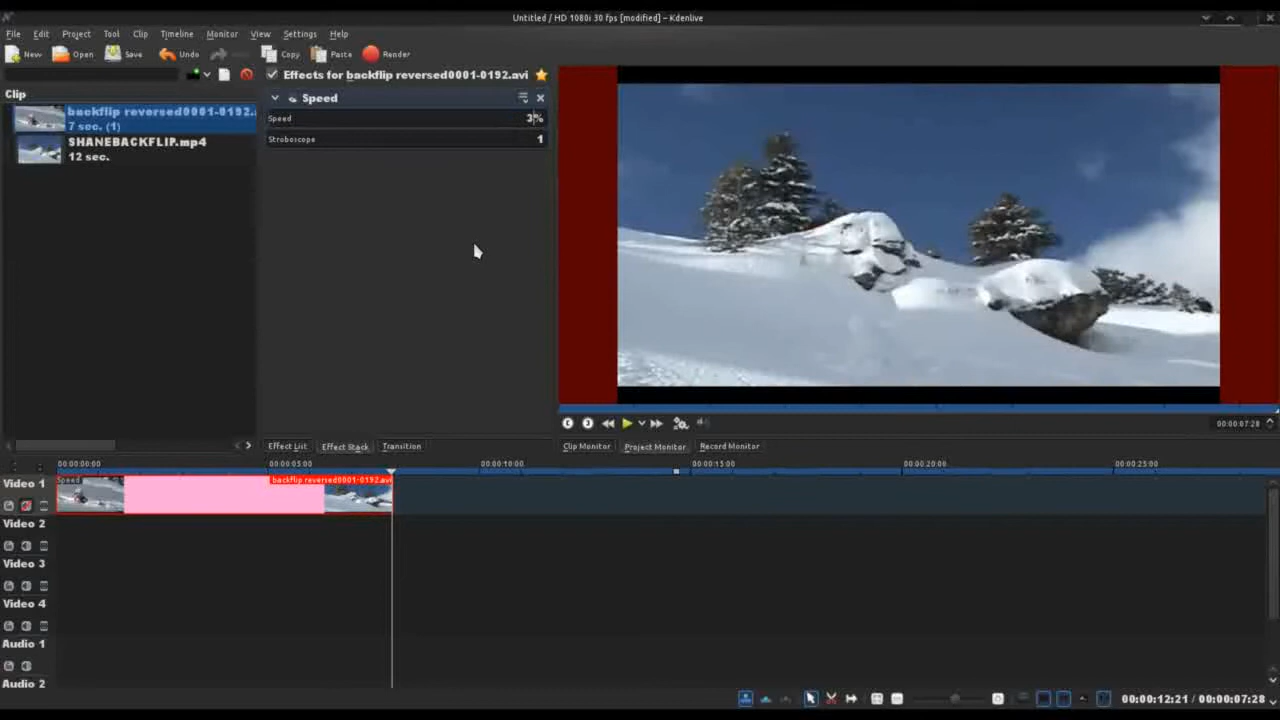 Untitled / HD 1080i 30 fps [modified] – Kdenlive
File Edit Project Tool Clip Timeline Monitor View Settings Help
New Open Save Undo Copy Paste Render
Effects for backflip reversed0001-0192.avi
Clip
Speed
backflip reversed0001-0192.
7 sec. (1)
Speed 3%
SHANEBACKFLIP.mp4
12 sec.
Stroboscope 1
00:00:07:28
Effect List Effect Stack Transition
Clip Monitor Project Monitor Record Monitor
00:00:00:00 00:00:05:00 00:00:10:00 00:00:15:00 00:00:20:00 00:00:25:00
Video 1
Speed
backflip reversed0001-0192.avi
Video 2
Video 3
Video 4
Audio 1
Audio 2
00:00:12:21 / 00:00:07:28